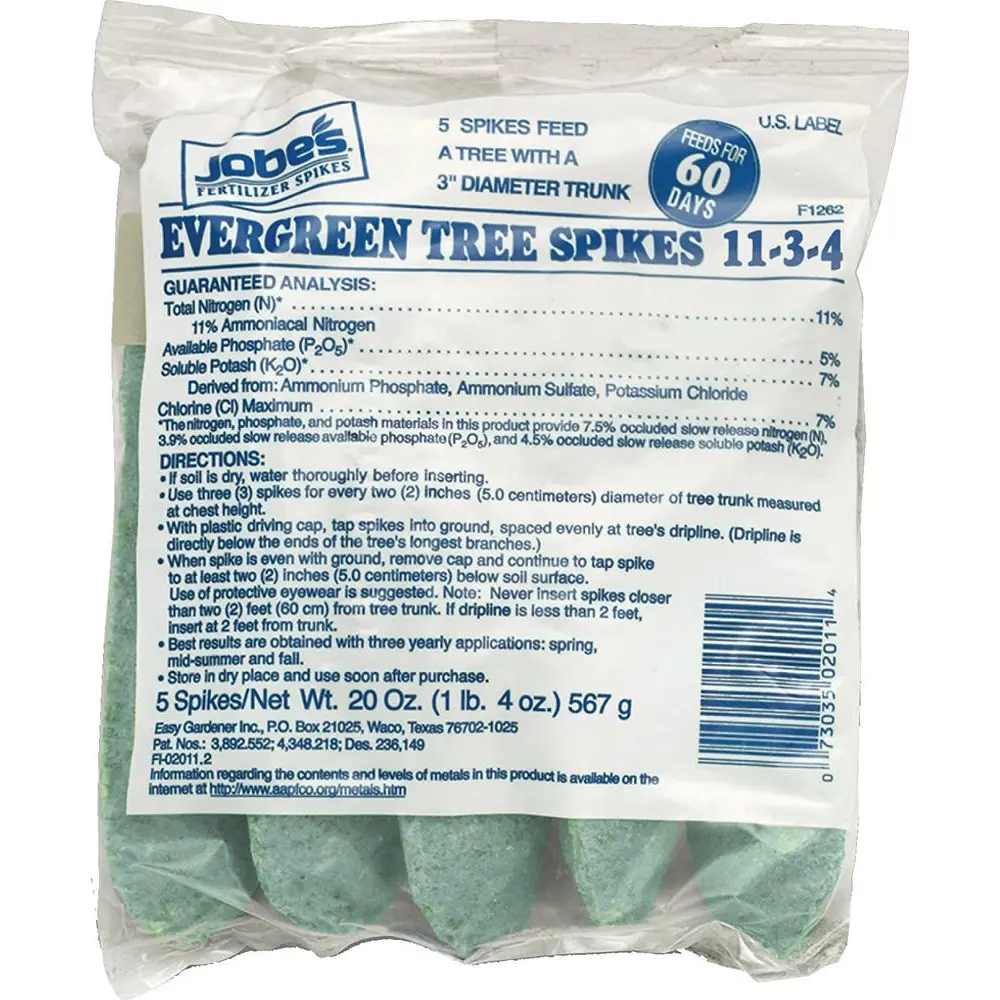 Jobe's
FERTILIZER SPIKES
5 SPIKES FEED
A TREE WITH A
3" DIAMETER TRUNK
FEEDS FOR
60
DAYS
U.S. LABEL
F1262
EVERGREEN TREE SPIKES 11-3-4
GUARANTEED ANALYSIS:
Total Nitrogen (N)* ........ 11%
11% Ammoniacal Nitrogen
Available Phosphate (P₂O₅)* ........ 5%
Soluble Potash (K₂O)* ........ 7%
Derived from: Ammonium Phosphate, Ammonium Sulfate, Potassium Chloride
Chlorine (Cl) Maximum ........ 7%
*The nitrogen, phosphate, and potash materials in this product provide 7.5% occluded slow release nitrogen (N),
3.9% occluded slow release available phosphate (P₂O₅), and 4.5% occluded slow release soluble potash (K₂O).
DIRECTIONS:
• If soil is dry, water thoroughly before inserting.
• Use three (3) spikes for every two (2) inches (5.0 centimeters) diameter of tree trunk measured
at chest height.
• With plastic driving cap, tap spikes into ground, spaced evenly at tree's dripline. (Dripline is
directly below the ends of the tree's longest branches.)
• When spike is even with ground, remove cap and continue to tap spike
to at least two (2) inches (5.0 centimeters) below soil surface.
Use of protective eyewear is suggested. Note: Never insert spikes closer
than two (2) feet (60 cm) from tree trunk. If dripline is less than 2 feet,
insert at 2 feet from trunk.
• Best results are obtained with three yearly applications: spring,
mid-summer and fall.
• Store in dry place and use soon after purchase.
5 Spikes/Net Wt. 20 Oz. (1 lb. 4 oz.) 567 g
Easy Gardener Inc., P.O. Box 21025, Waco, Texas 76702-1025
Pat. Nos.: 3,892.552; 4,348.218; Des. 236,149
FI-02011.2
Information regarding the contents and levels of metals in this product is available on the
internet at http://www.aapfco.org/metals.htm
0 73035 02011 4